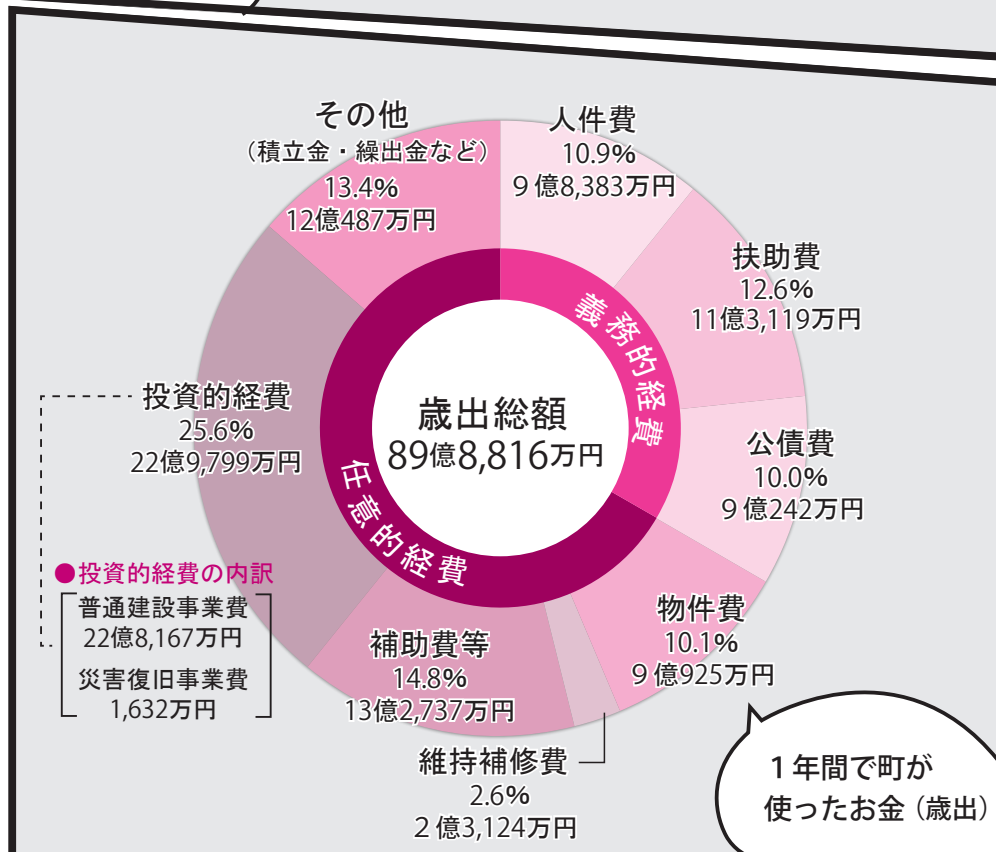 その他
（積立金・繰出金など）
13.4%
12億487万円
人件費
10.9%
9億8,383万円
扶助費
12.6%
11億3,119万円
公債費
10.0%
9億242万円
物件費
10.1%
9億925万円
維持補修費
2.6%
2億3,124万円
補助費等
14.8%
13億2,737万円
投資的経費
25.6%
22億9,799万円
●投資的経費の内訳
普通建設事業費
22億8,167万円
災害復旧事業費
1,632万円
義務的経費
任意的経費
歳出総額
89億8,816万円
1年間で町が
使ったお金（歳出）